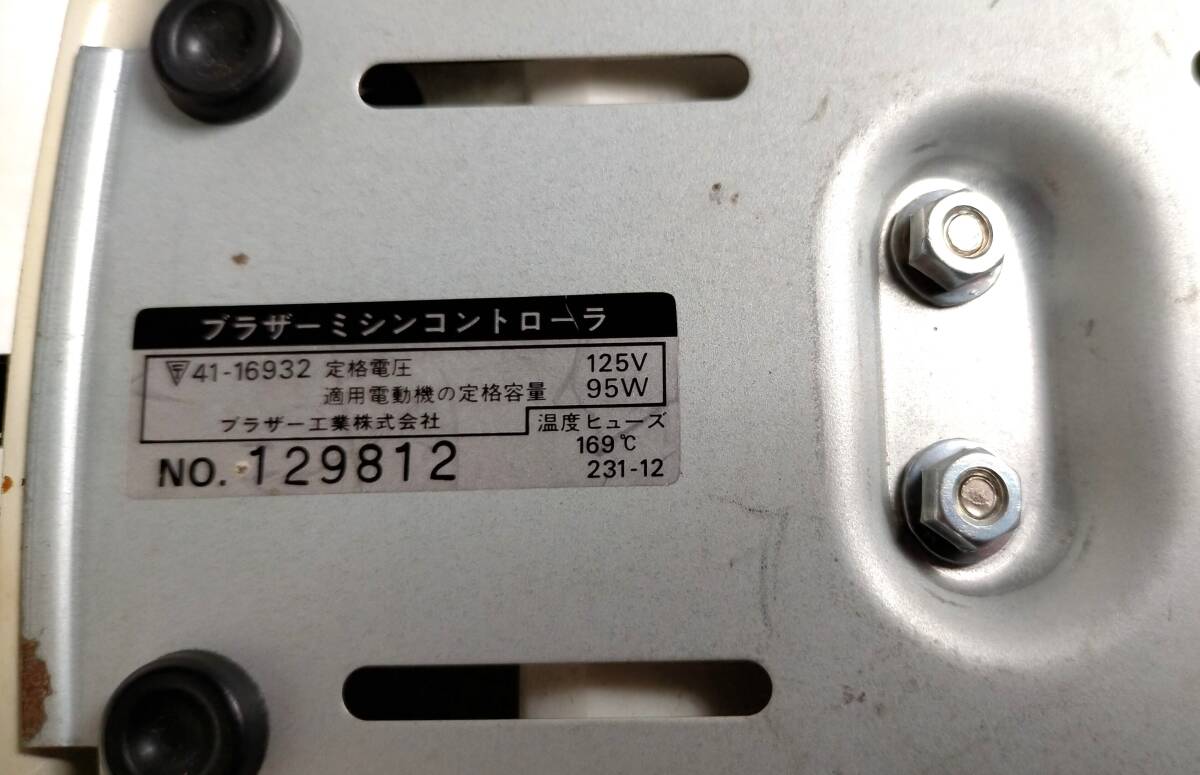 ブラザーミシンコントローラ
〒41-16932 定格電圧 125V
適用電動機の定格容量 95W
ブラザー工業株式会社 温度ヒューズ
169℃
NO. 129812 231-12